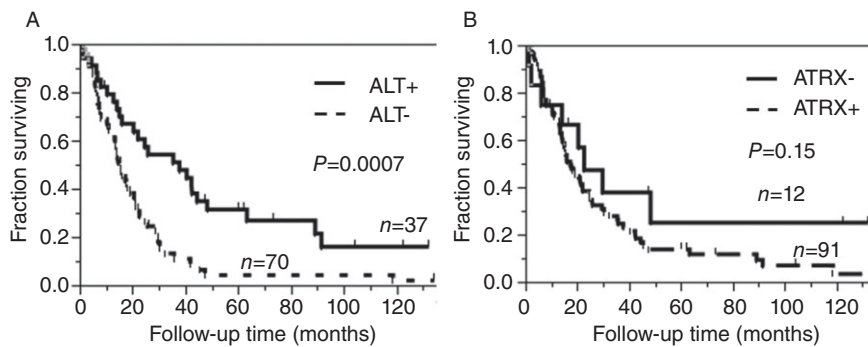 A
Fraction surviving
1.0
0.8
0.6
0.4
0.2
0.0
ALT+
ALT-
P=0.0007
n=37
n=70
0 20 40 60 80 100 120
Follow-up time (months)
B
Fraction surviving
1.0
0.8
0.6
0.4
0.2
0.0
ATRX-
ATRX+
P=0.15
n=12
n=91
0 20 40 60 80 100 120
Follow-up time (months)